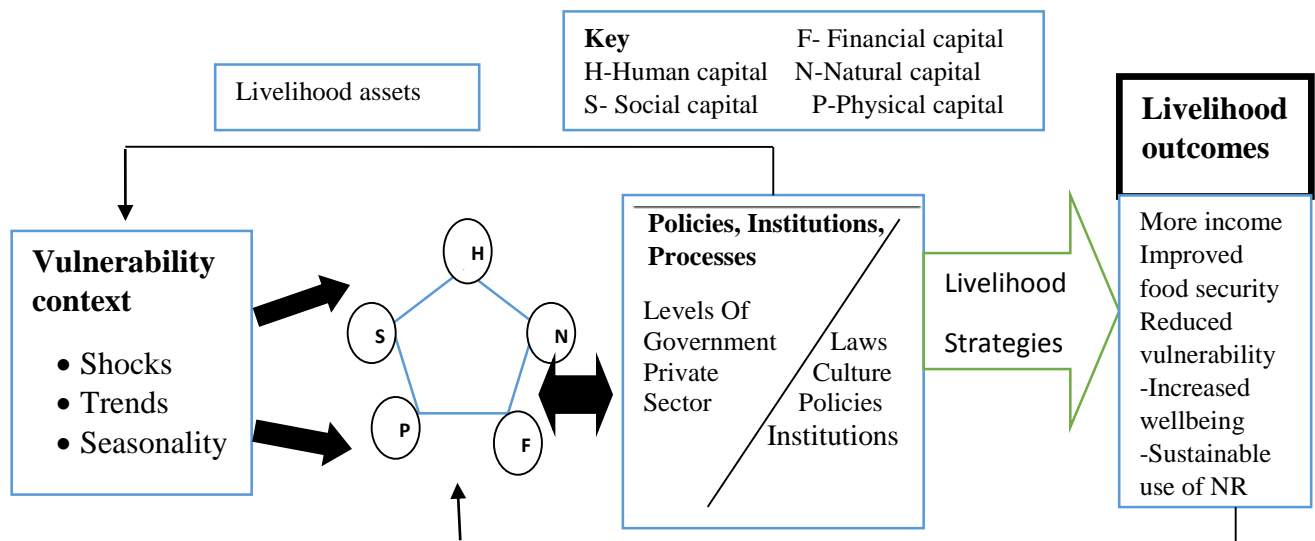 Key F- Financial capital
H-Human capital N-Natural capital
S- Social capital P-Physical capital
Livelihood assets
Livelihood
outcomes
Vulnerability
context
• Shocks
• Trends
• Seasonality
H
S
N
P
F
Policies, Institutions,
Processes
Levels Of
Government
Private
Sector
Laws
Culture
Policies
Institutions
Livelihood
Strategies
More income
Improved
food security
Reduced
vulnerability
-Increased
wellbeing
-Sustainable
use of NR